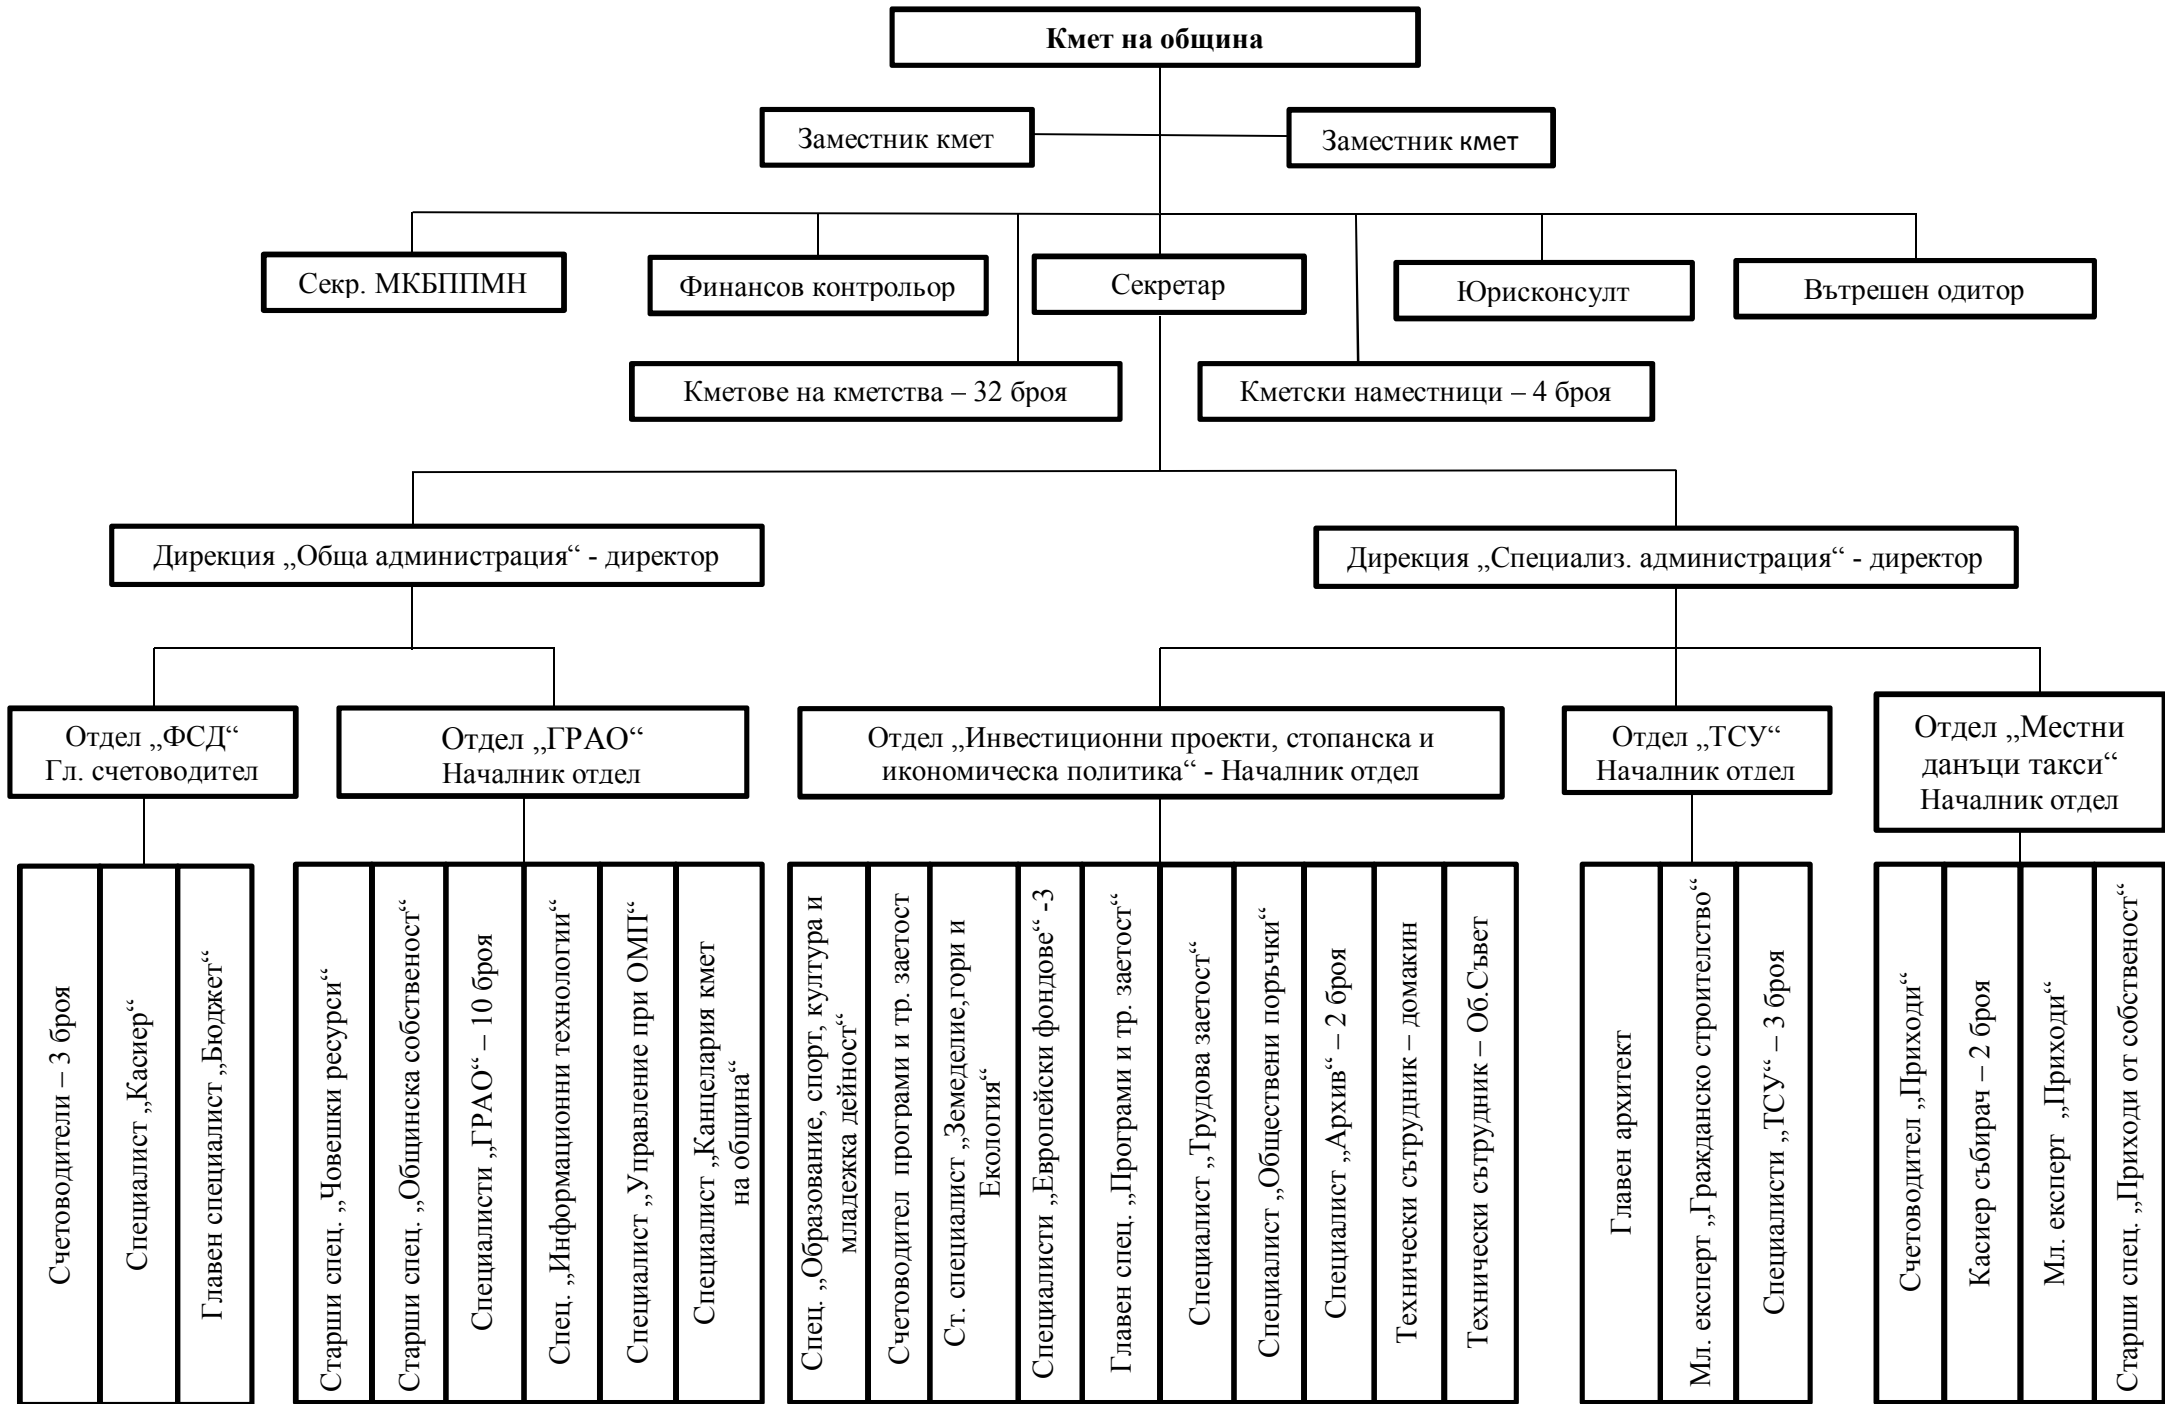 Кмет на община
Заместник кмет
Заместник кмет
Секр. МКБППМН
Финансов контрольор
Секретар
Юрисконсулт
Вътрешен одитор
Кметове на кметства – 32 броя
Кметски наместници – 4 броя
Дирекция „Обща администрация“ - директор
Дирекция „Специализ. администрация“ - директор
Отдел „ФСД“
Гл. счетоводител
Отдел „ГРАО“
Началник отдел
Отдел „Инвестиционни проекти, стопанска и
икономическа политика“ - Началник отдел
Отдел „ТСУ“
Началник отдел
Отдел „Местни
данъци такси“
Началник отдел
Счетоводители – 3 броя
Специалист „Касиер“
Главен специалист „Бюджет“
Старши спец. „Човешки ресурси“
Старши спец. „Общинска собственост“
Специалисти „ГРАО“ – 10 броя
Спец. „Информационни технологии“
Специалист „Управление при ОМП“
Специалист „Канцелария кмет
на община“
Спец. „Образование, спорт, култура и
младежка дейност“
Счетоводител програми и тр. заетост
Ст. специалист „Земеделие,гори и
Екология“
Специалисти „Европейски фондове“ -3
Главен спец. „Програми и тр. заетост“
Специалист „Трудова заетост“
Специалист „Обществени поръчки“
Специалист „Архив“ – 2 броя
Технически сътрудник – домакин
Технически сътрудник – Об.Съвет
Главен архитект
Мл. експерт „Гражданско строителство“
Специалисти „ТСУ“ – 3 броя
Счетоводител „Приходи“
Касиер събирач – 2 броя
Мл. експерт „Приходи“
Старши спец. „Приходи от собственост“